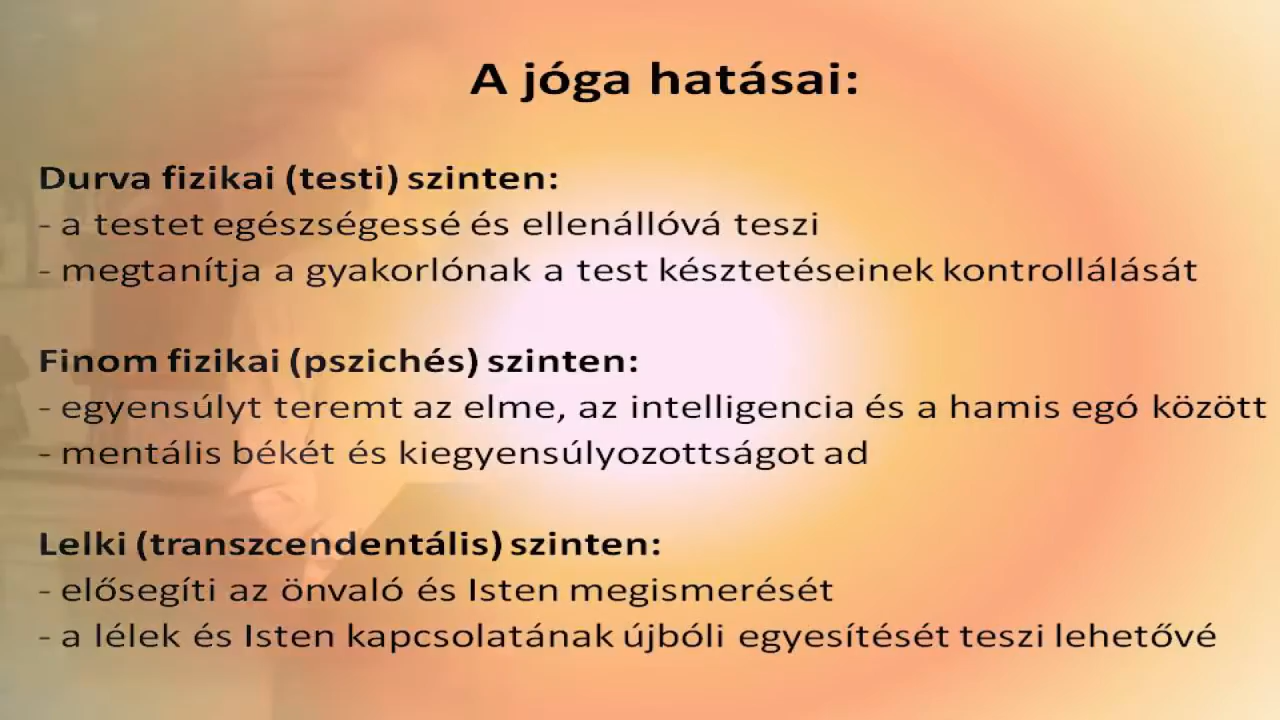 A jóga hatásai:
Durva fizikai (testi) szinten:
- a testet egészségessé és ellenállóvá teszi
- megtanítja a gyakorlónak a test késztetéseinek kontrollálását
Finom fizikai (pszichés) szinten:
- egyensúlyt teremt az elme, az intelligencia és a hamis egó között
- mentális békét és kiegyensúlyozottságot ad
Lelki (transzcendentális) szinten:
- elősegíti az önvaló és Isten megismerését
- a lélek és Isten kapcsolatának újbóli egyesítését teszi lehetővé